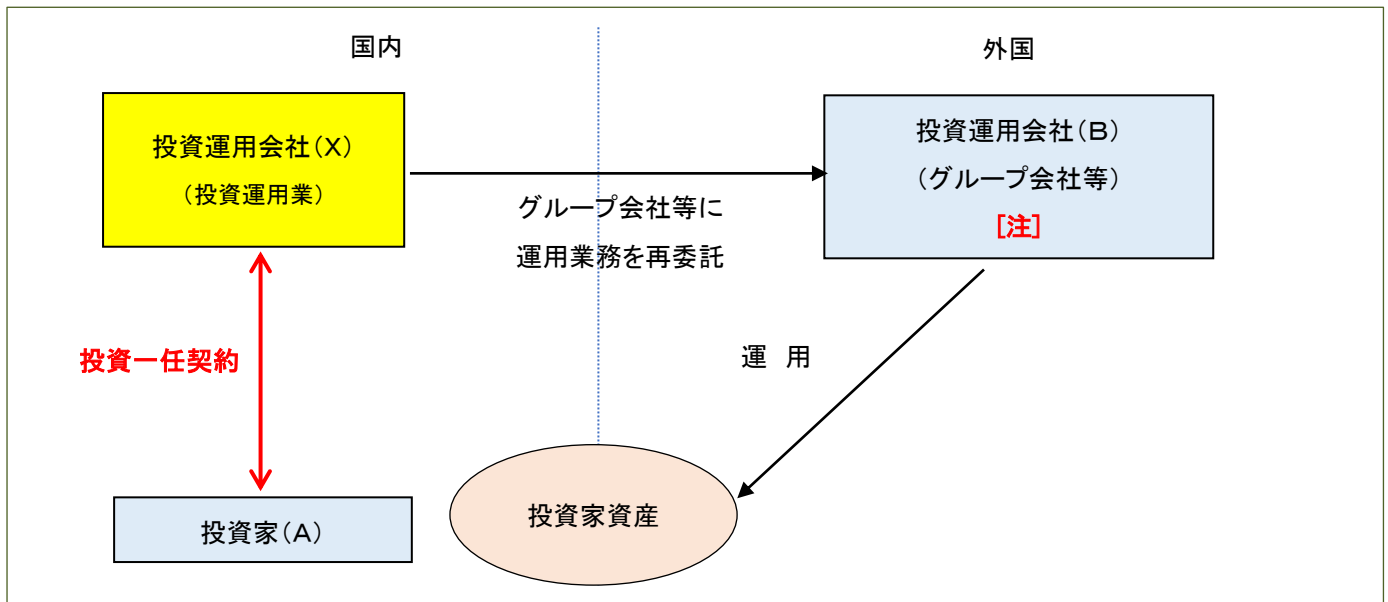 国内
外国
投資運用会社(X)
(投資運用業)
投資運用会社(B)
(グループ会社等)
[注]
グループ会社等に
運用業務を再委託
投資一任契約
運 用
投資家(A)
投資家資産